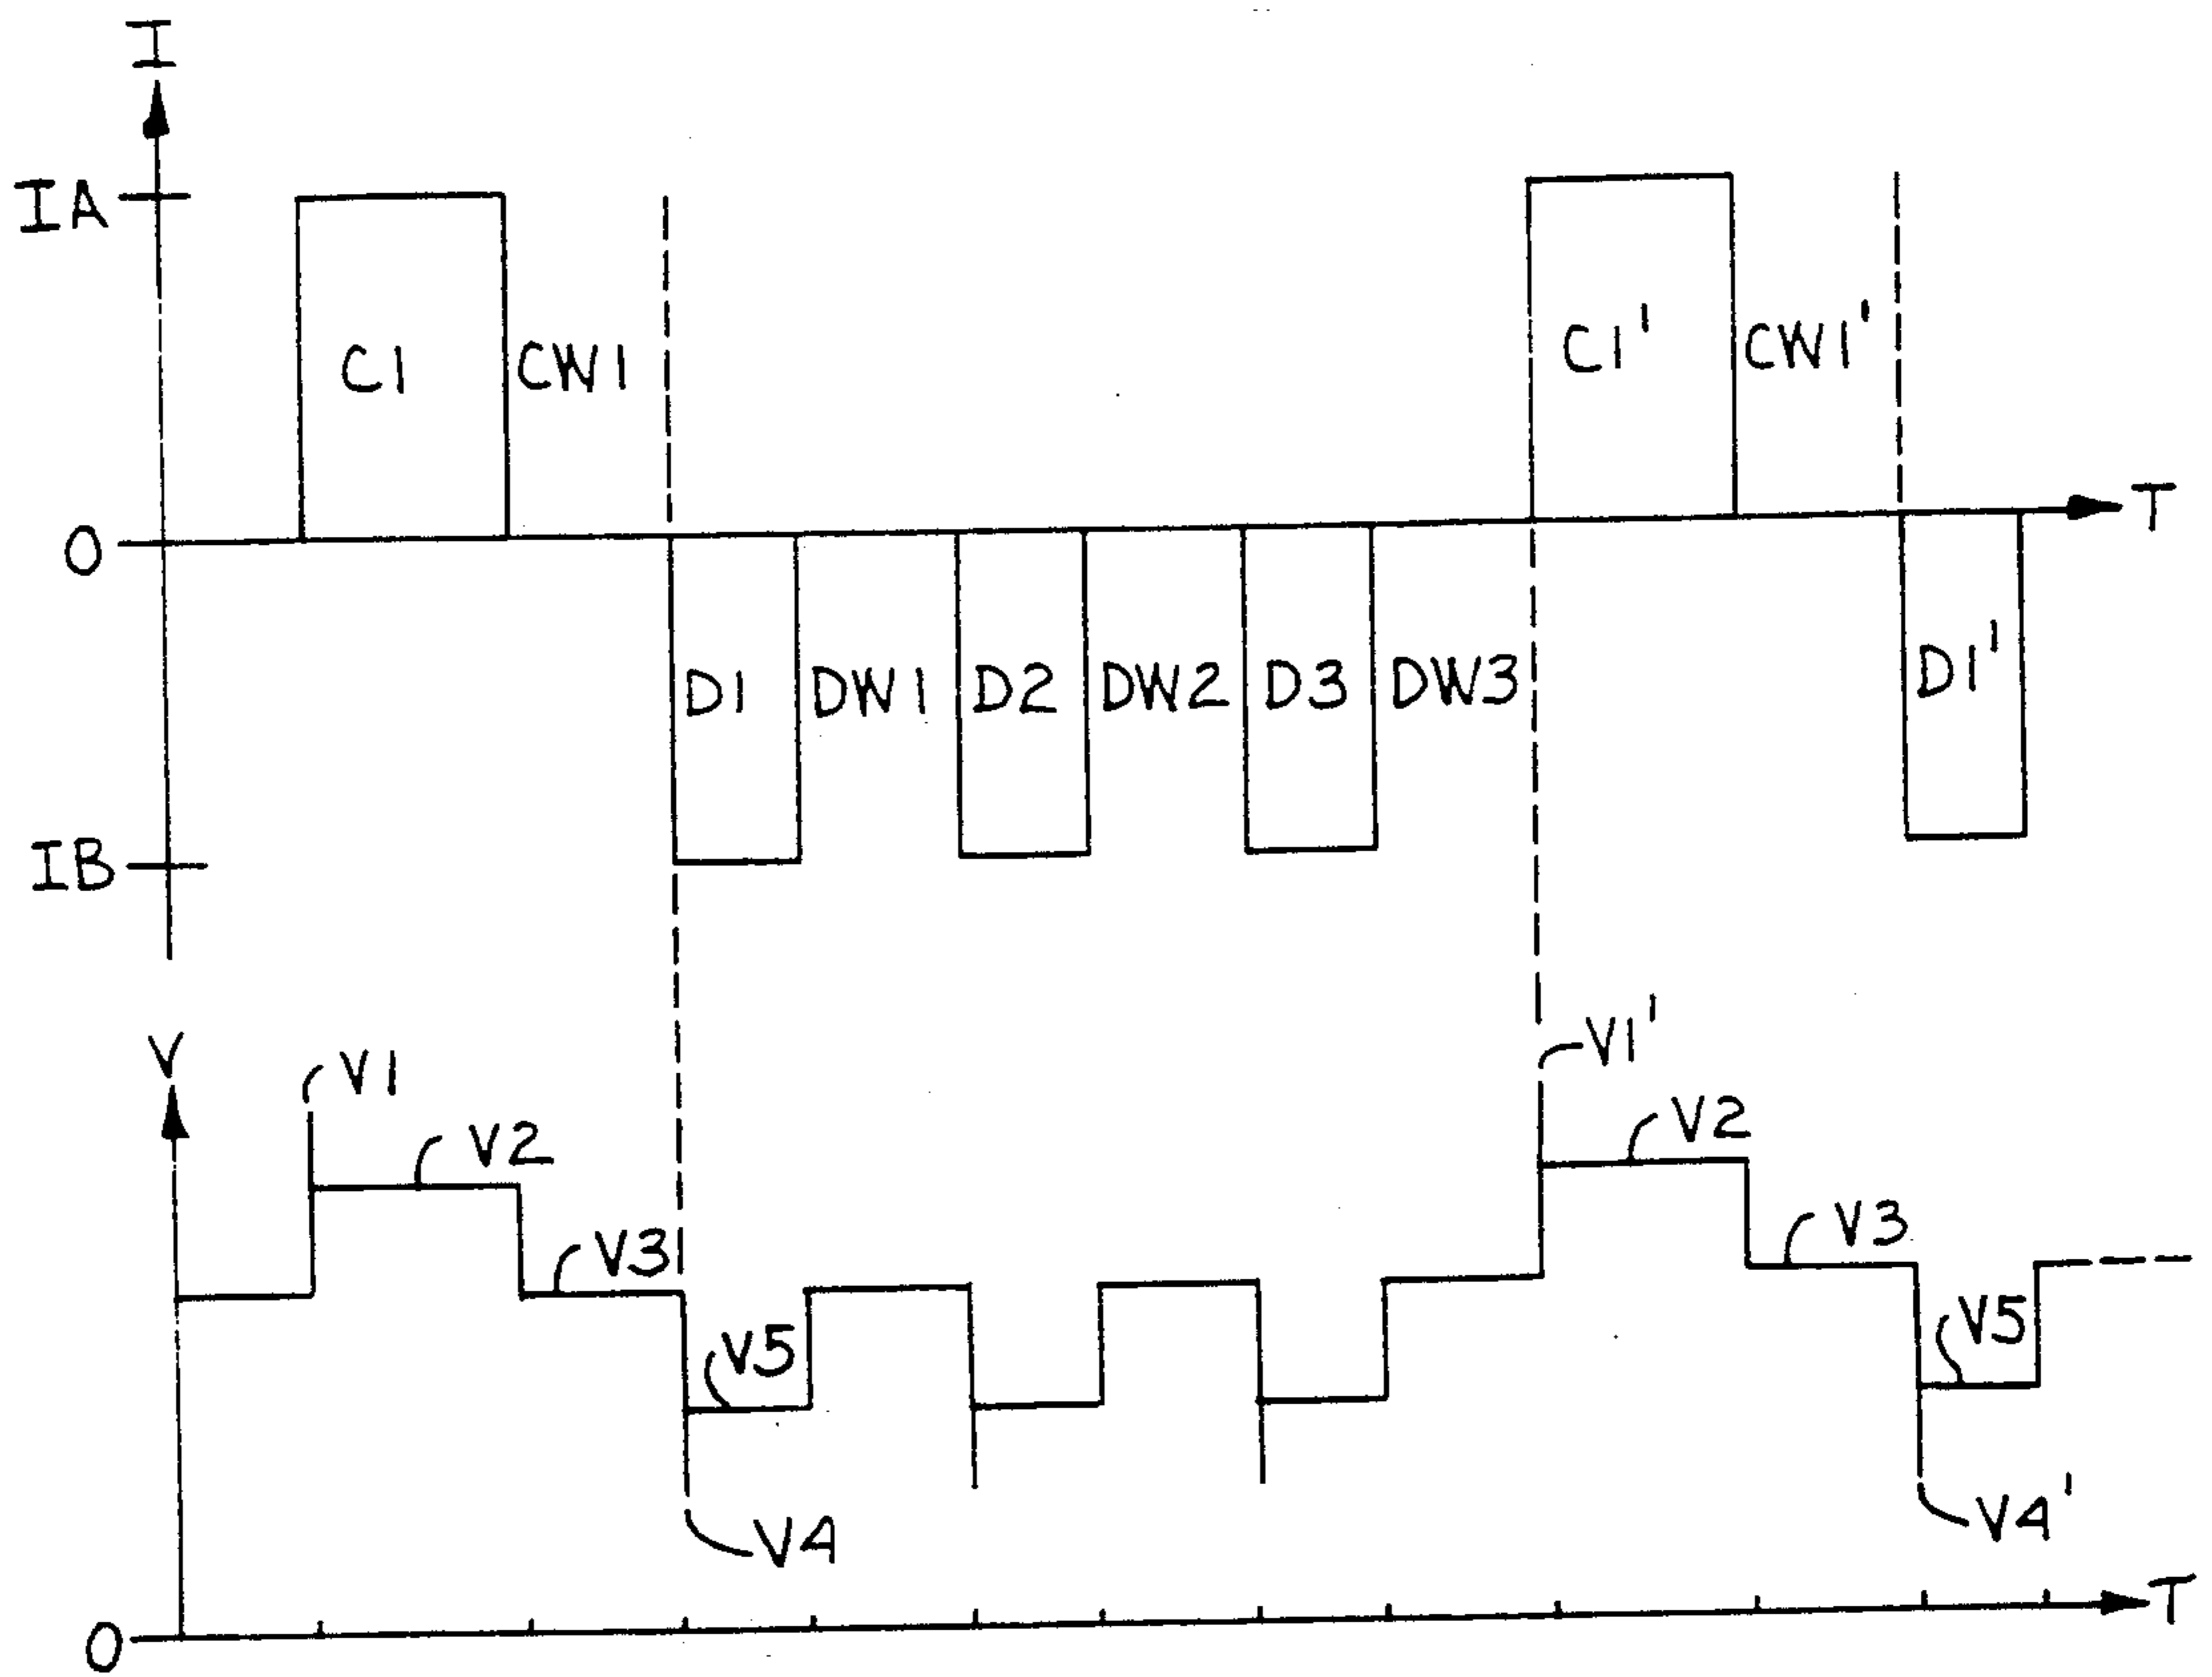 I
IA
C1
CW1
C1'
CW1'
T
0
D1
DW1
D2
DW2
D3
DW3
D1'
IB
V
V1
V1'
V2
V2
V3
V3
V5
V5
V4
V4'
T
0